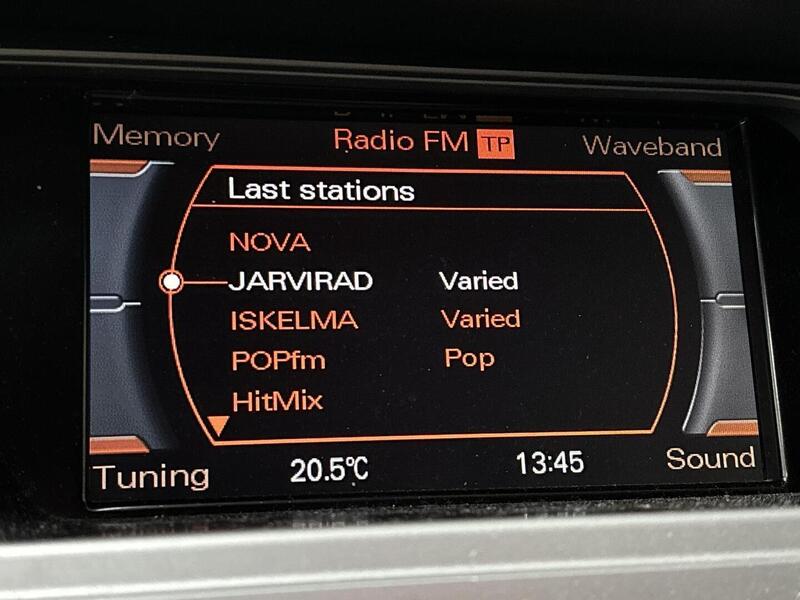 Memory Radio FM TP Waveband
Last stations
NOVA
JARVIRAD Varied
ISKELMA Varied
POPfm Pop
HitMix
Tuning 20.5°C 13:45 Sound